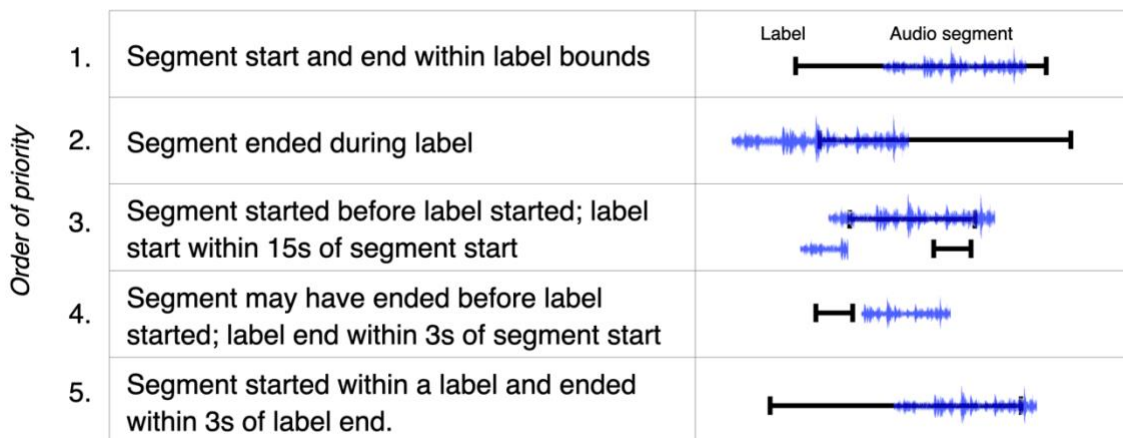 Order of priority
Label Audio segment
1. Segment start and end within label bounds
2. Segment ended during label
3. Segment started before label started; label
start within 15s of segment start
4. Segment may have ended before label
started; label end within 3s of segment start
5. Segment started within a label and ended
within 3s of label end.